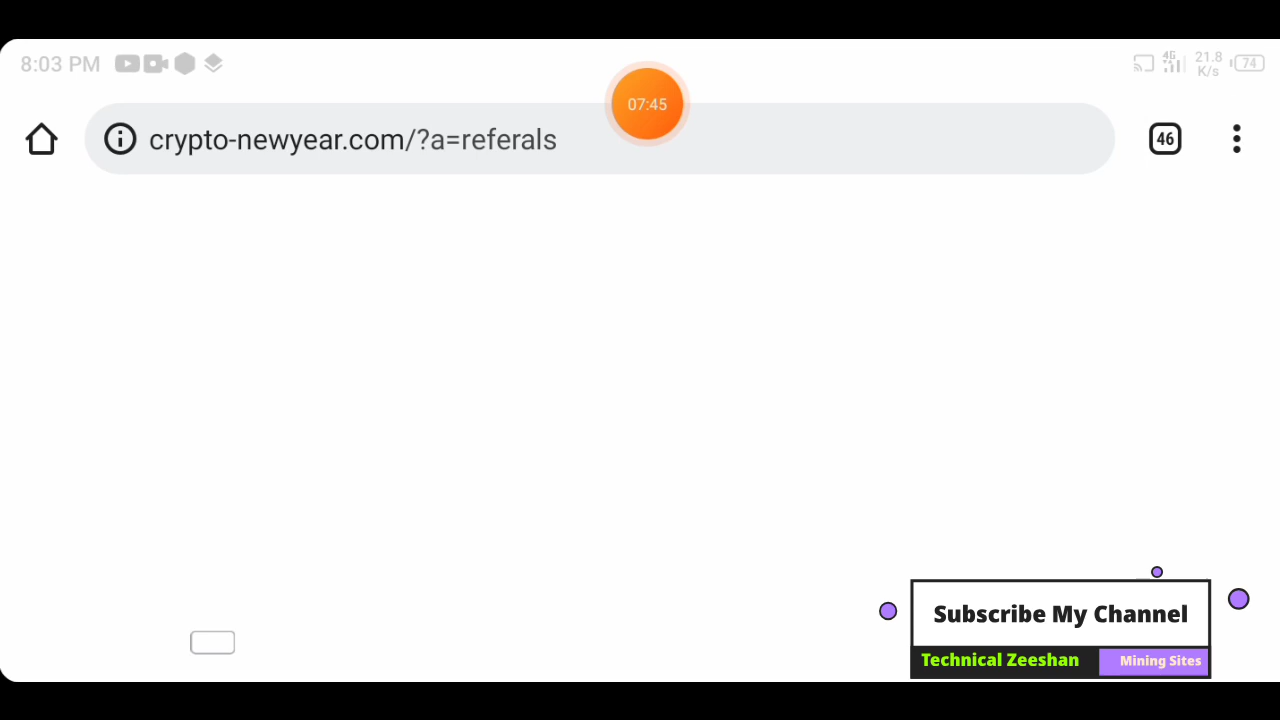 8:03 PM
4G
21.8
K/s
74
07:45
crypto-newyear.com/?a=referals
46
Subscribe My Channel
Technical Zeeshan
Mining Sites